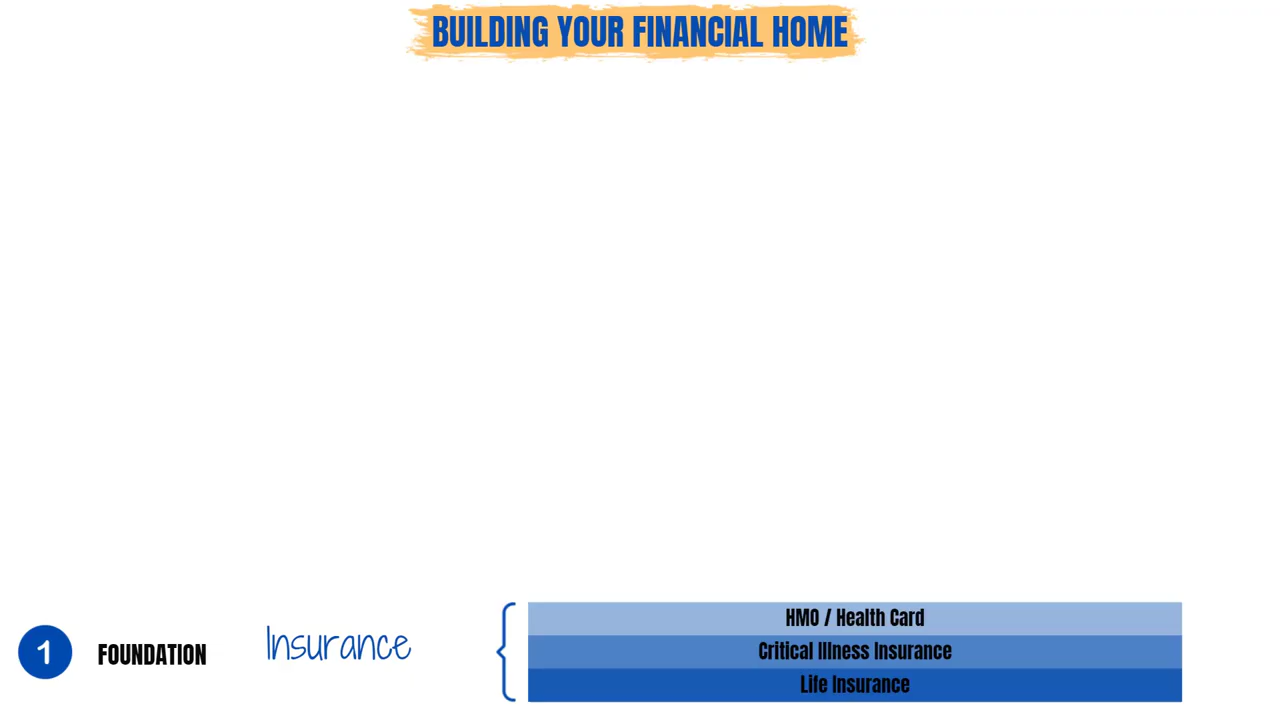 BUILDING YOUR FINANCIAL HOME
1 FOUNDATION Insurance
HMO / Health Card
Critical Illness Insurance
Life Insurance